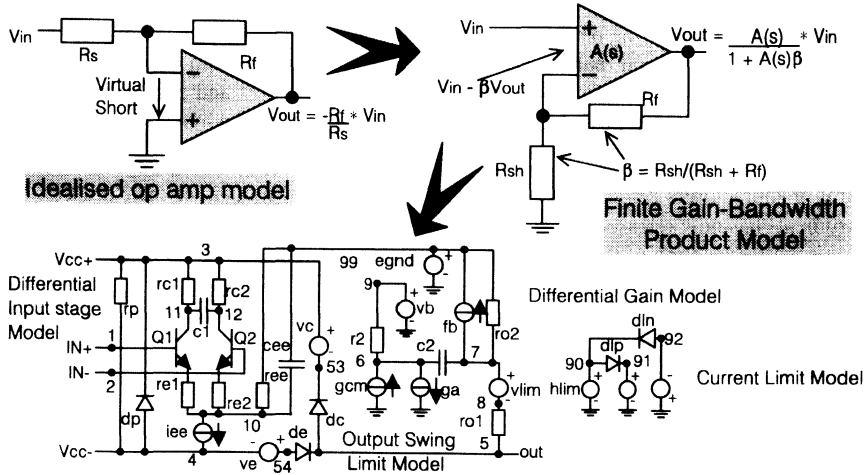 Vin
Rs
Rf
Virtual
Short
Vout = -Rf/Rs * Vin
Idealised op amp model
Vin
A(s)
Vout = A(s) / 1 + A(s)β * Vin
Vin - βVout
Rf
Rsh
β = Rsh/(Rsh + Rf)
Finite Gain-Bandwidth
Product Model
Vcc+
3
Differential
Input stage
Model
rp
rc1
rc2
11
c1
12
1
IN+
Q1
Q2
IN-
2
re1
re2
dp
cee
ree
10
iee
Vcc-
4
ve
54
de
vc
53
dc
Output Swing
Limit Model
99
egnd
9
vb
fb
ro2
r2
c2
6
7
gcm
ga
vlim
8
ro1
5
out
Differential Gain Model
dln
92
dlp
90
91
hlim
Current Limit Model